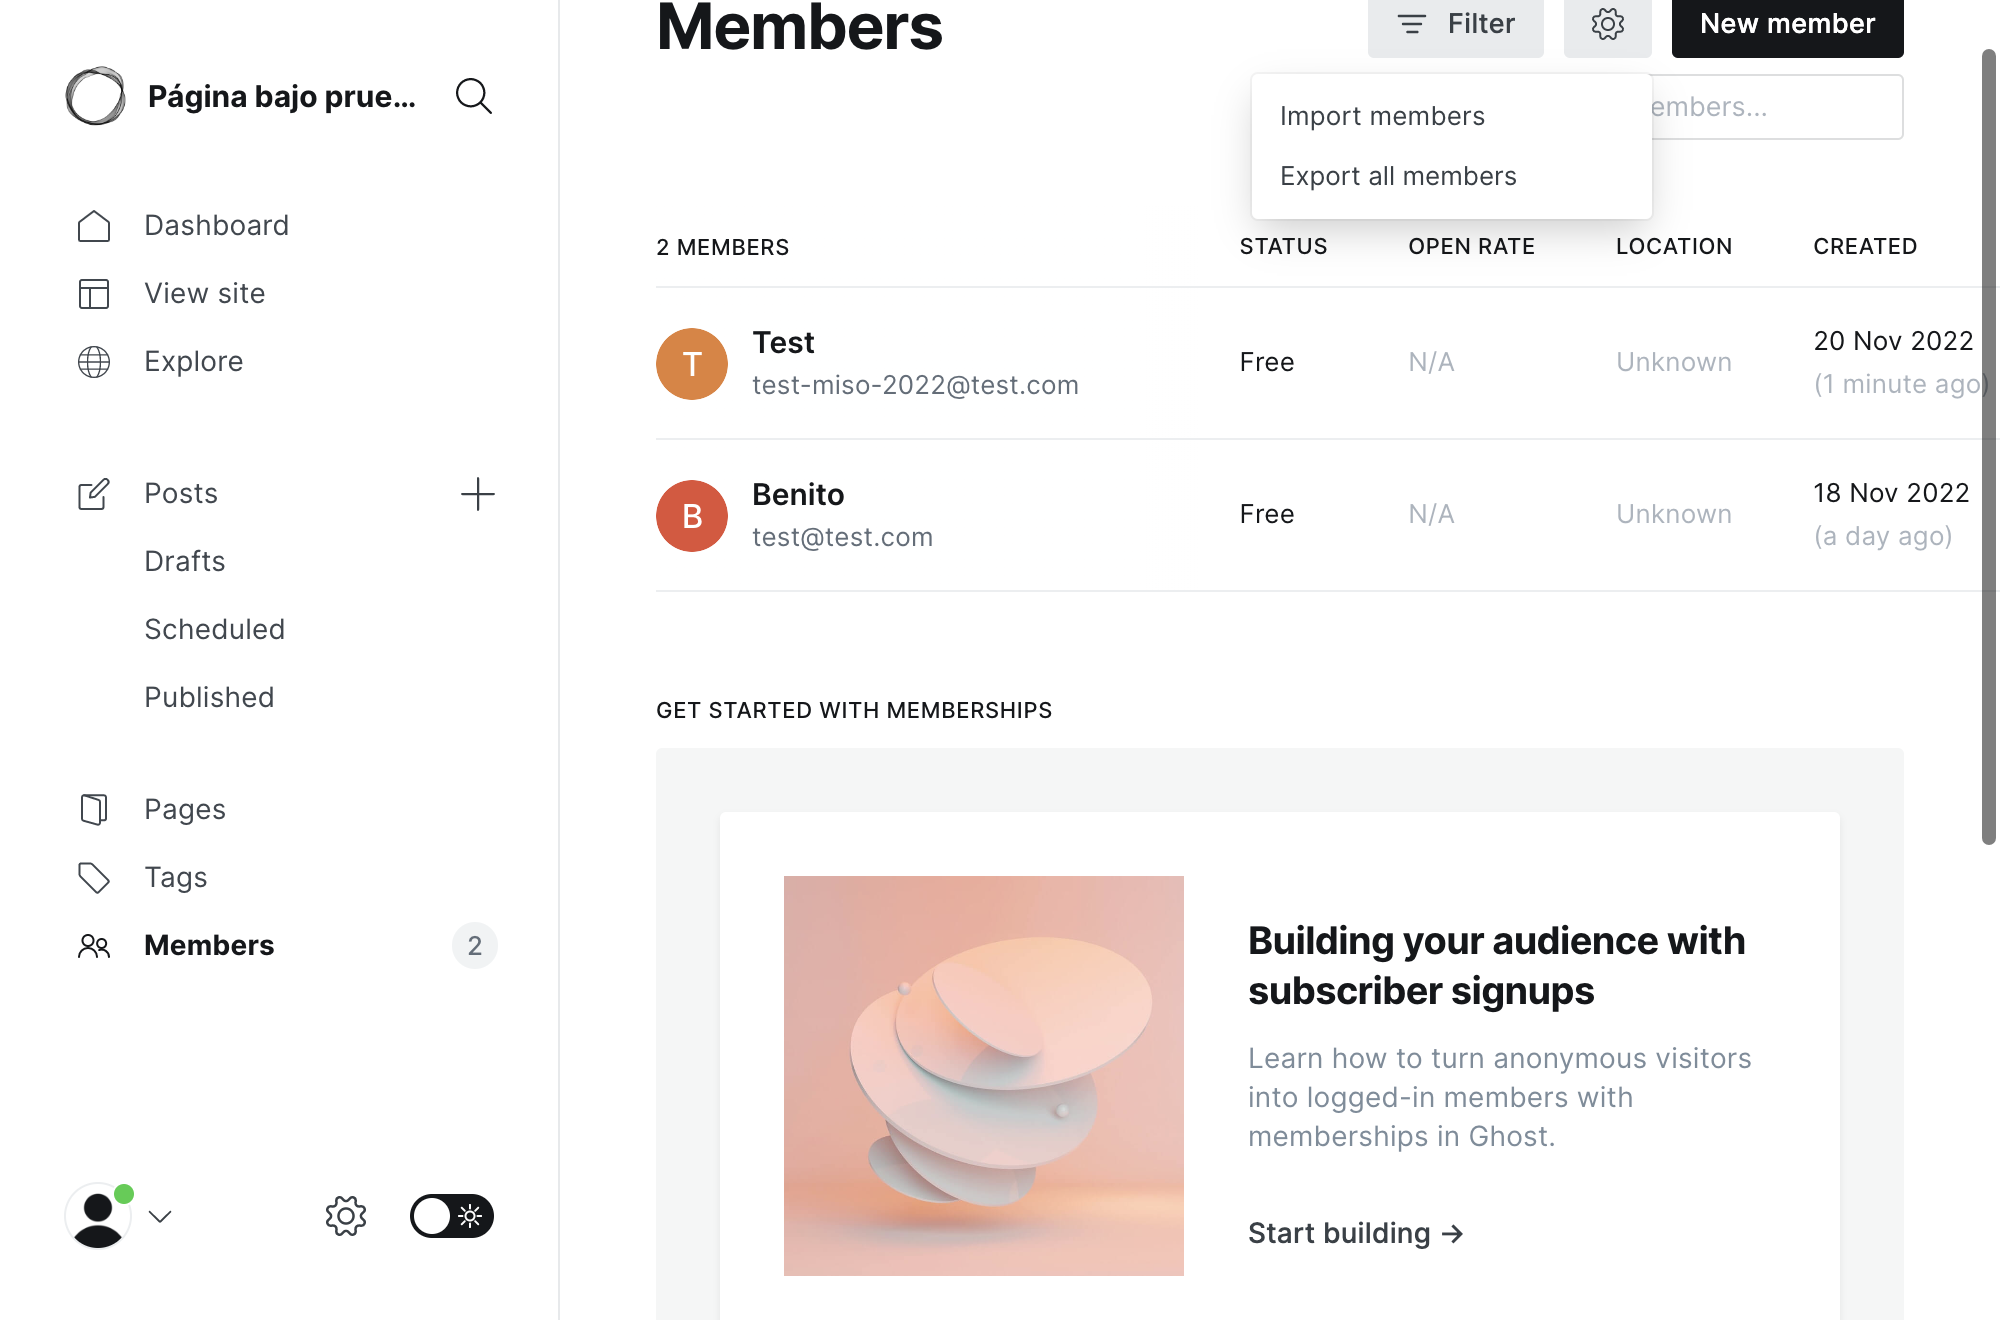 Members
Filter
New member
Página bajo prue...
Import members
embers...
Export all members
Dashboard
View site
Explore
2 MEMBERS
STATUS
OPEN RATE
LOCATION
CREATED
Test
test-miso-2022@test.com
Free
N/A
Unknown
20 Nov 2022
(1 minute ago)
Posts
Drafts
Scheduled
Published
B
Benito
test@test.com
Free
N/A
Unknown
18 Nov 2022
(a day ago)
T
GET STARTED WITH MEMBERSHIPS
Pages
Tags
Members
2
Building your audience with
subscriber signups
Learn how to turn anonymous visitors
into logged-in members with
memberships in Ghost.
Start building →